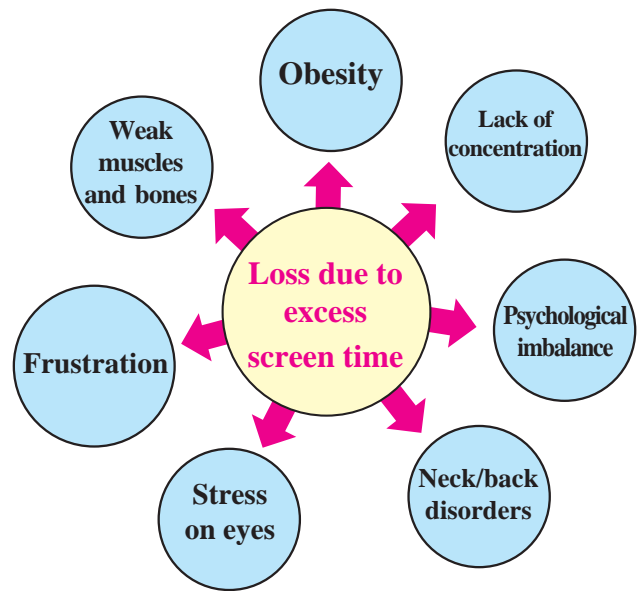 Obesity
Lack of
concentration
Psychological
imbalance
Neck/back
disorders
Stress
on eyes
Frustration
Weak
muscles
and bones
Loss due to
excess
screen time